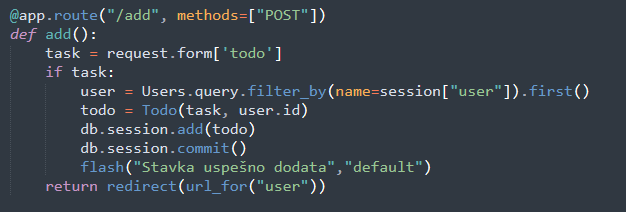 @app.route("/add", methods=["POST"])
def add():
    task = request.form['todo']
    if task:
        user = Users.query.filter_by(name=session["user"]).first()
        todo = Todo(task, user.id)
        db.session.add(todo)
        db.session.commit()
        flash("Stavka uspešno dodata","default")
    return redirect(url_for("user"))